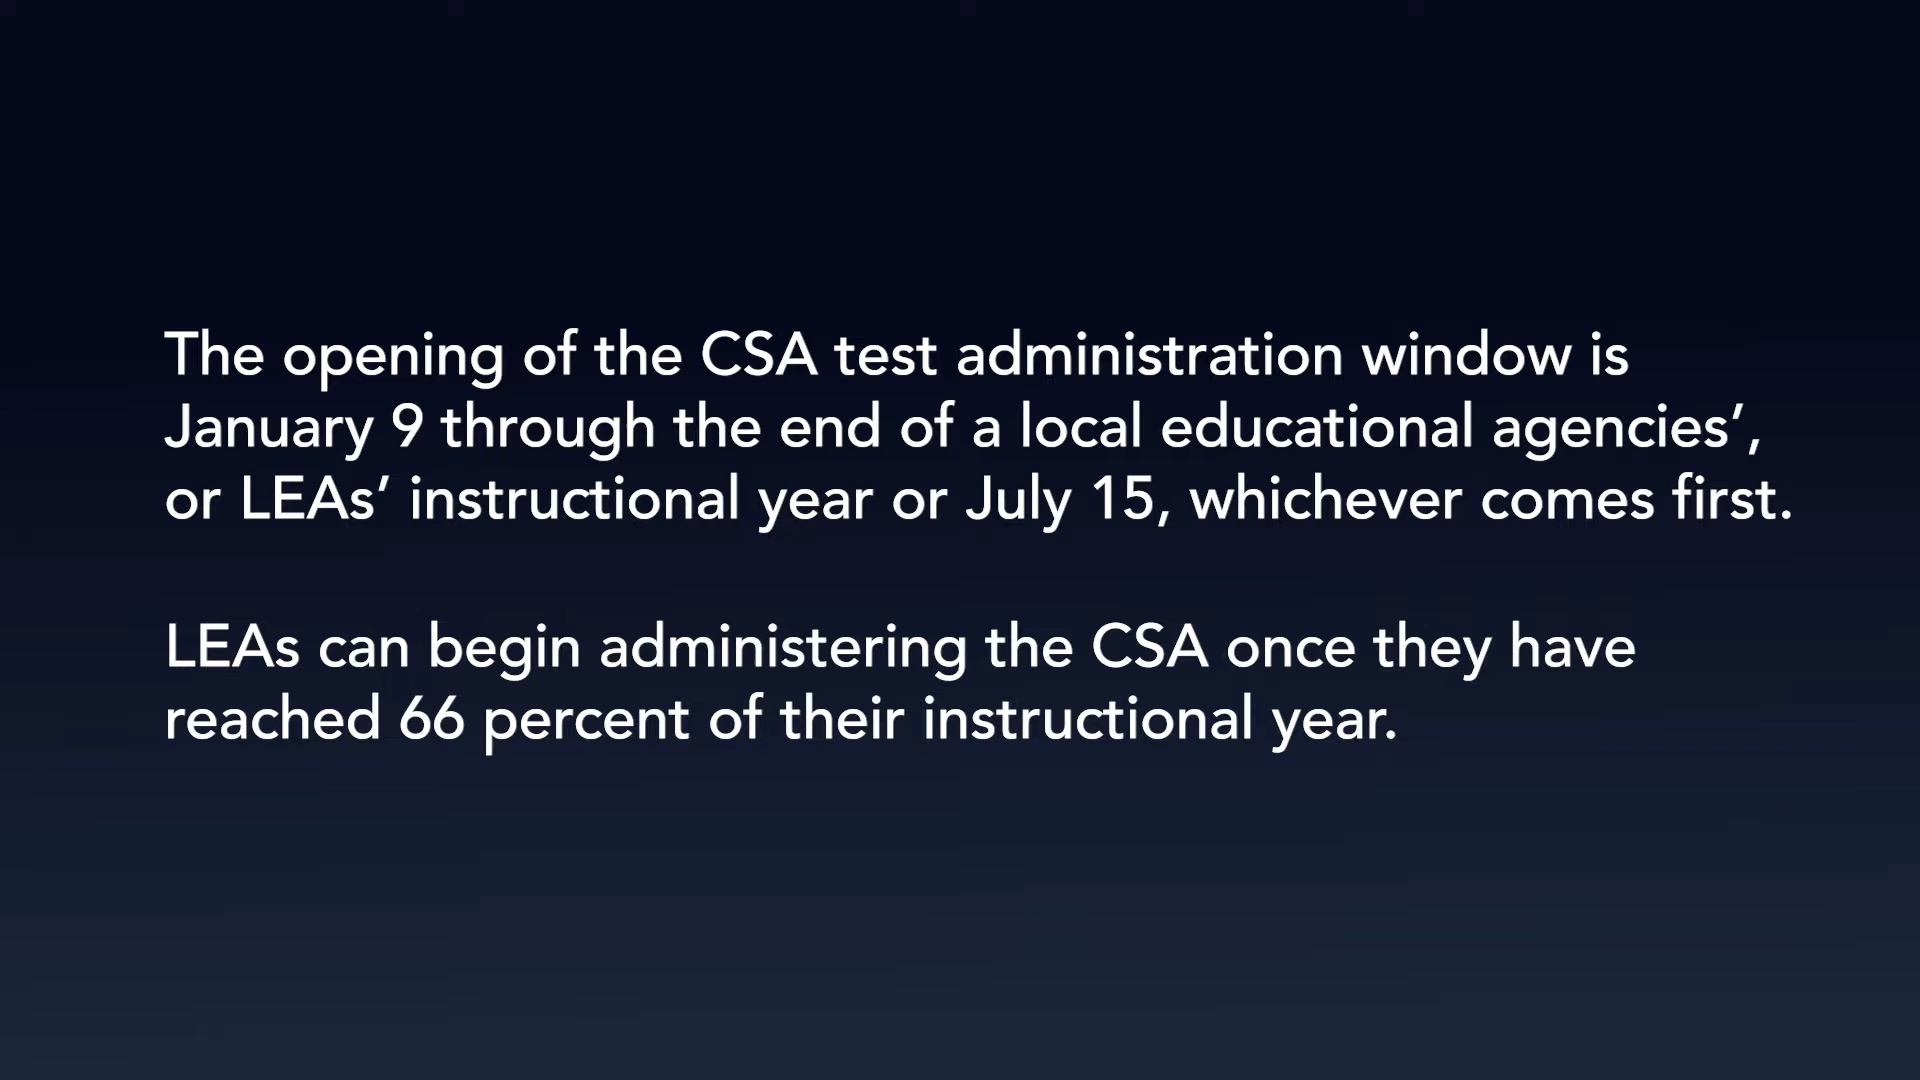 The opening of the CSA test administration window is
January 9 through the end of a local educational agencies’,
or LEAs’ instructional year or July 15, whichever comes first.
LEAs can begin administering the CSA once they have
reached 66 percent of their instructional year.